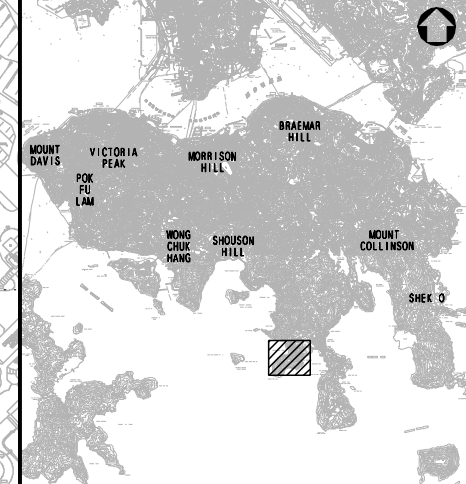 BRAEMAR
HILL
MOUNT
DAVIS
VICTORIA
PEAK
MORRISON
HILL
POK
FU
LAM
WONG
CHUK
HANG
SHOUSON
HILL
MOUNT
COLLINSON
SHEK O